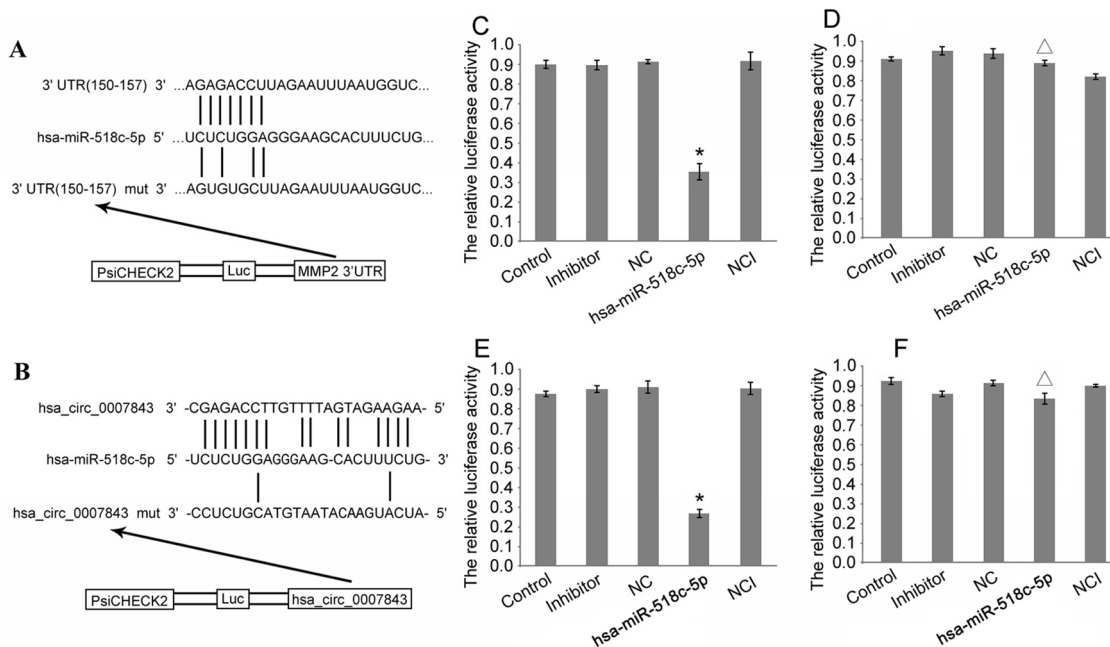 A
3' UTR(150-157) 3' ...AGAGACCUUAGAAUUUAAUGGUC...
hsa-miR-518c-5p 5' ...UCUCUGGAGGGAAGCACUUUCUG...
3' UTR(150-157) mut 3' ...AGUGUGCUUAGAAUUUAAUGGUC...
PsiCHECK2 Luc MMP2 3'UTR
B
hsa_circ_0007843 3' -CGAGACCTTGTTTTAGTAGAAGAA- 5'
hsa-miR-518c-5p 5' -UCUCUGGAGGGAAG-CACUUUCUG- 3'
hsa_circ_0007843 mut 3' -CCUCUGCATGTAATACAAGUACUA- 5'
PsiCHECK2 Luc hsa_circ_0007843
C
The relative luciferase activity
1.0
0.9
0.8
0.7
0.6
0.5
0.4
0.3
0.2
0.1
0.0
*
Control Inhibitor NC hsa-miR-518c-5p NCI
D
The relative luciferase activity
1.0
0.9
0.8
0.7
0.6
0.5
0.4
0.3
0.2
0.1
0.0
△
Control Inhibitor NC hsa-miR-518c-5p NCI
E
The relative luciferase activity
1.0
0.9
0.8
0.7
0.6
0.5
0.4
0.3
0.2
0.1
0.0
*
Control Inhibitor NC hsa-miR-518c-5p NCI
F
The relative luciferase activity
1.0
0.9
0.8
0.7
0.6
0.5
0.4
0.3
0.2
0.1
0.0
△
Control Inhibitor NC hsa-miR-518c-5p NCI